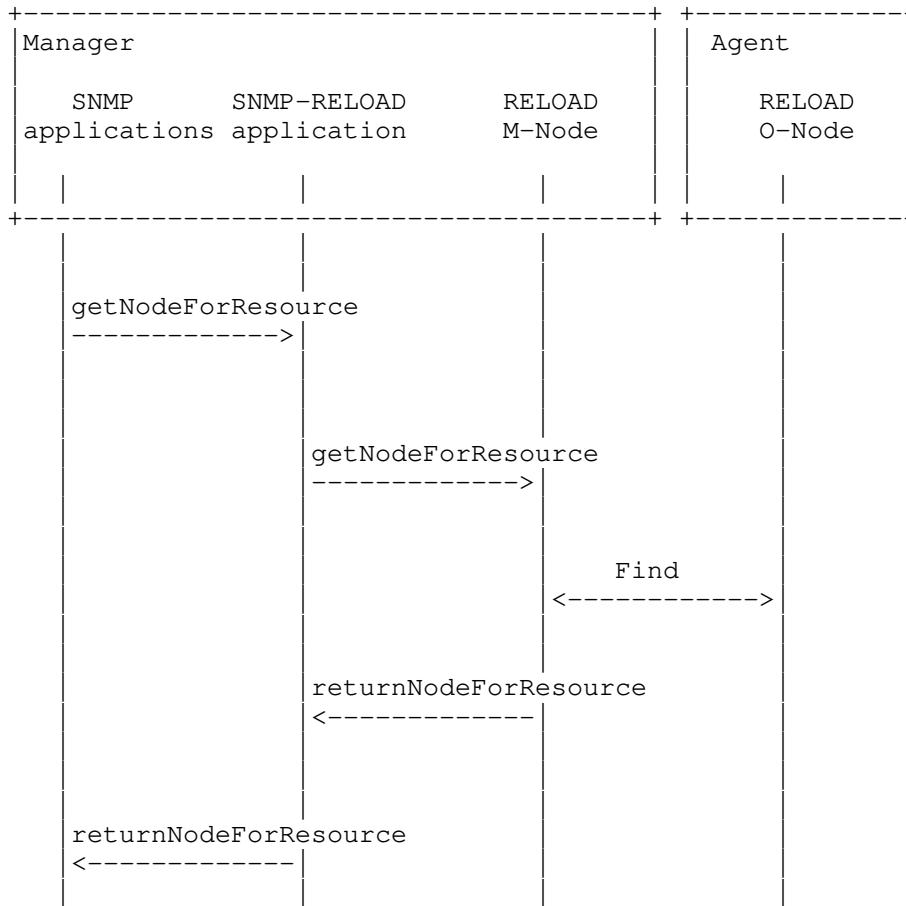 Manager Agent
SNMP SNMP-RELOAD RELOAD RELOAD
applications application M-Node O-Node
getNodeForResource
getNodeForResource
Find
returnNodeForResource
returnNodeForResource